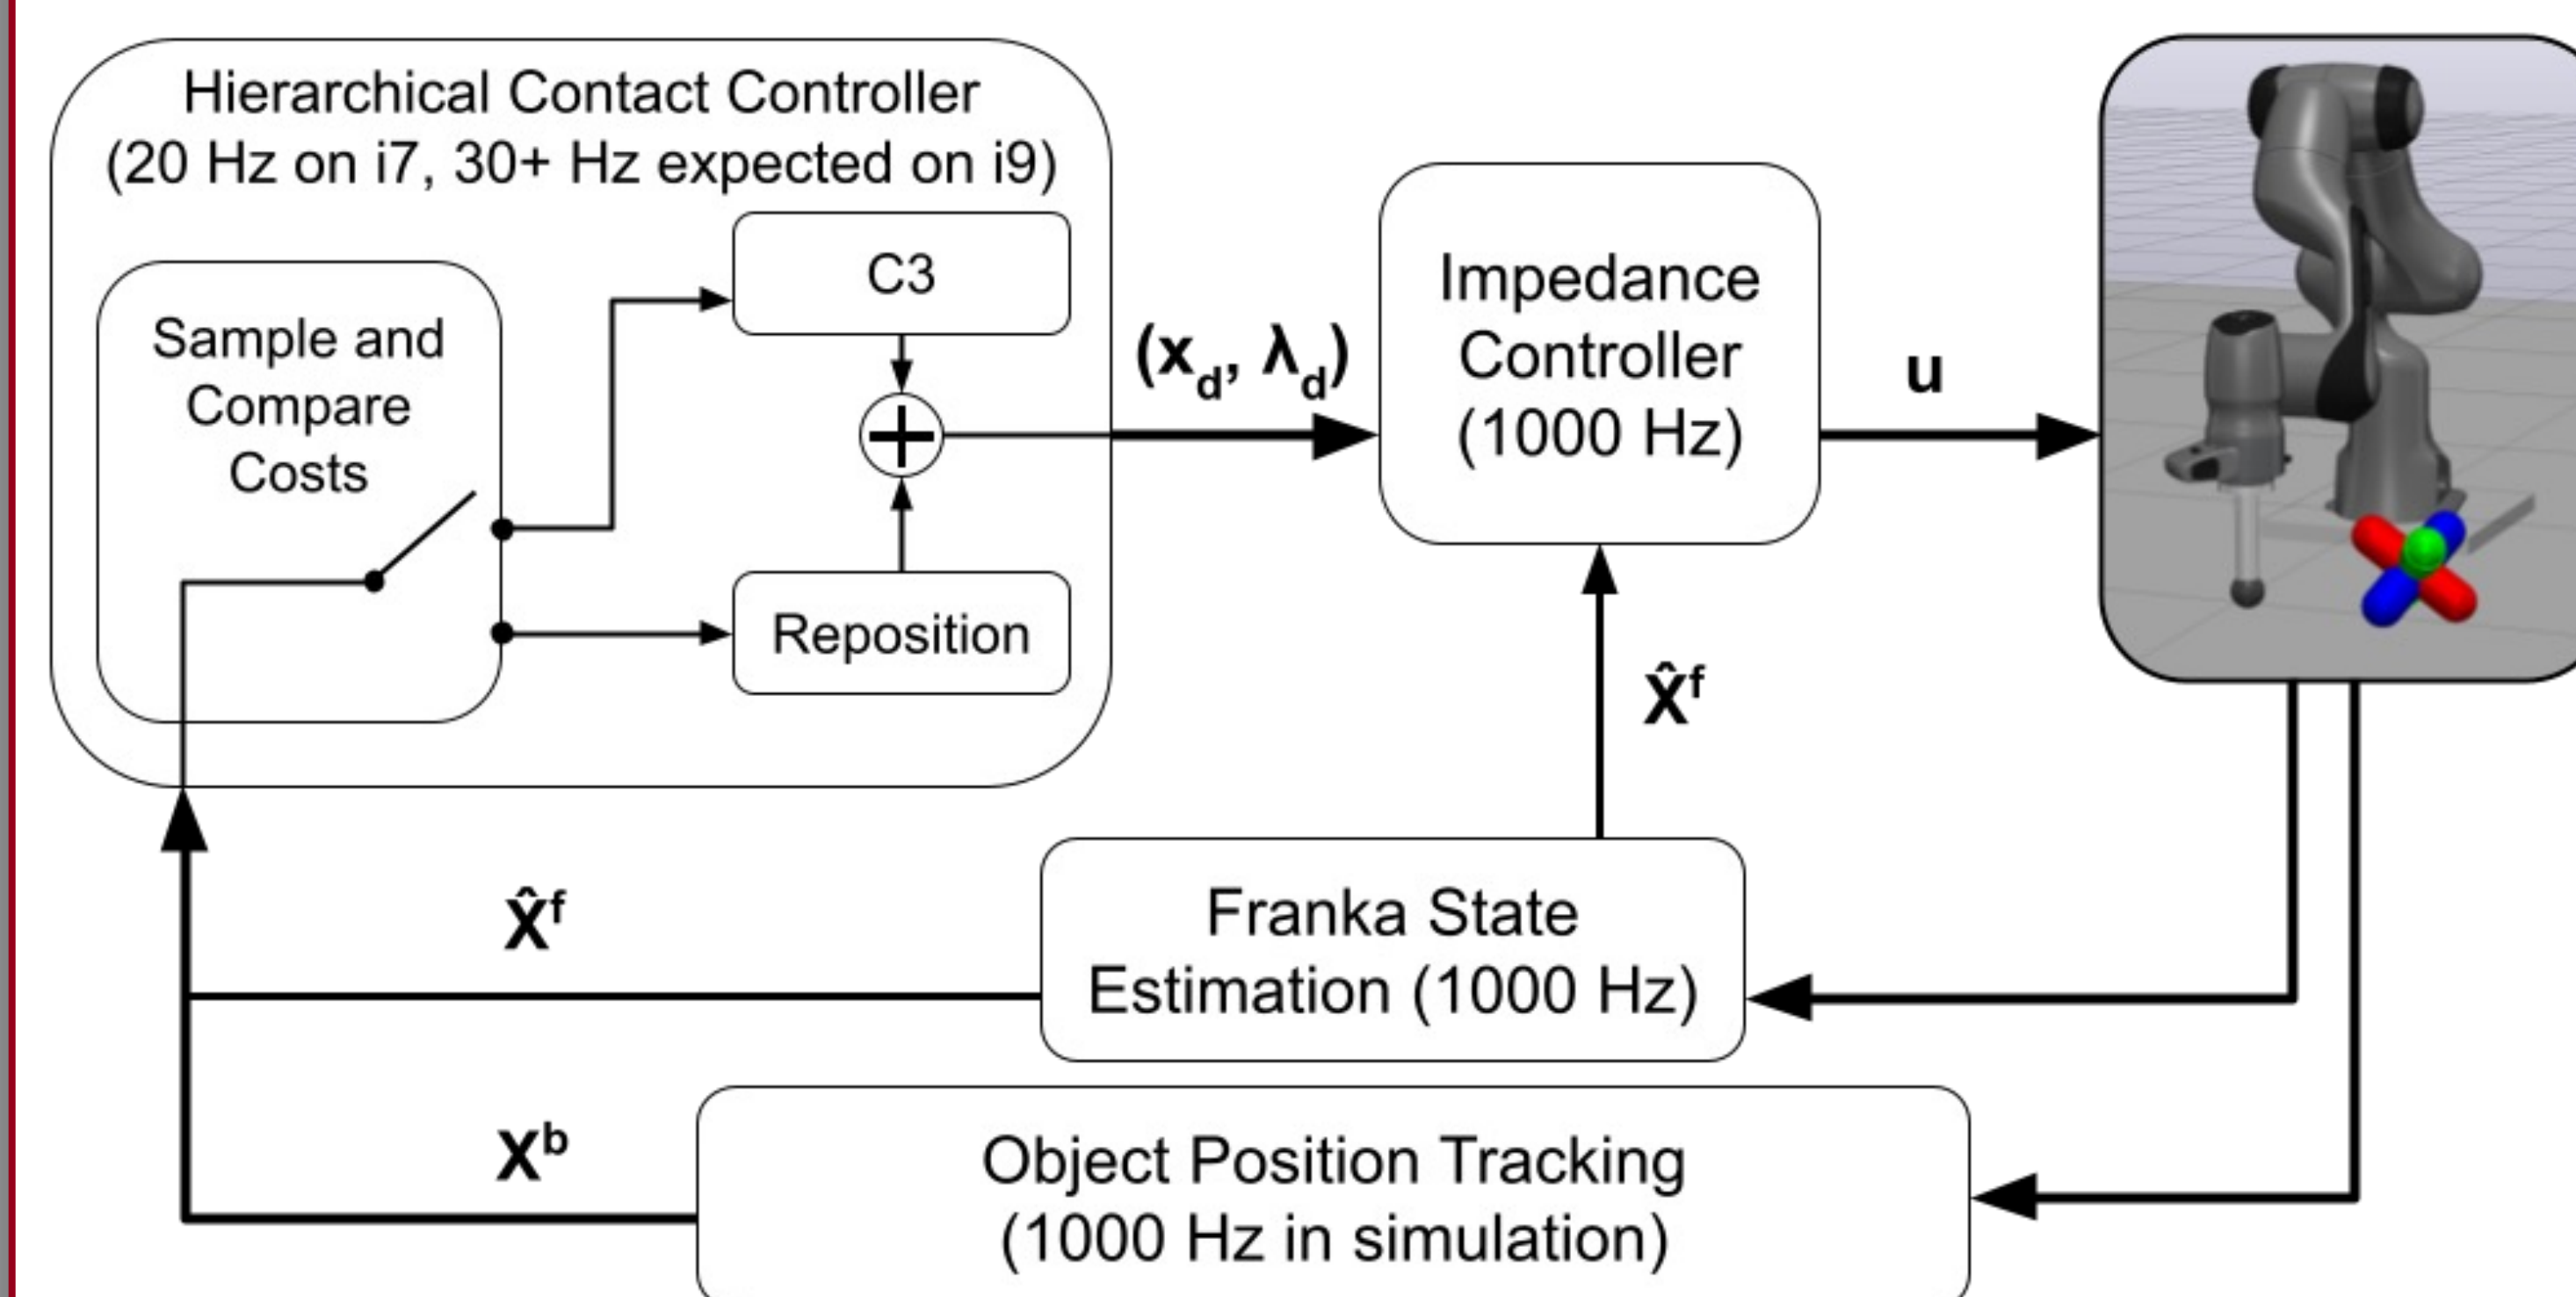 Hierarchical Contact Controller
(20 Hz on i7, 30+ Hz expected on i9)
Sample and
Compare
Costs
C3
Reposition
(x_d, λ_d)
Impedance
Controller
(1000 Hz)
u
X̂^f
Franka State
Estimation (1000 Hz)
X̂^f
Object Position Tracking
(1000 Hz in simulation)
X^b